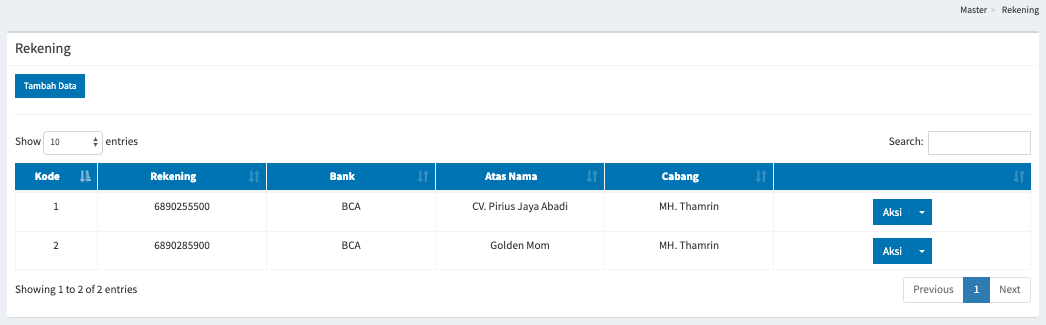 Master > Rekening
Rekening
Tambah Data
Show 10 entries Search:
Kode Rekening Bank Atas Nama Cabang
1 6890255500 BCA CV. Pirius Jaya Abadi MH. Thamrin Aksi
2 6890285900 BCA Golden Mom MH. Thamrin Aksi
Showing 1 to 2 of 2 entries Previous 1 Next